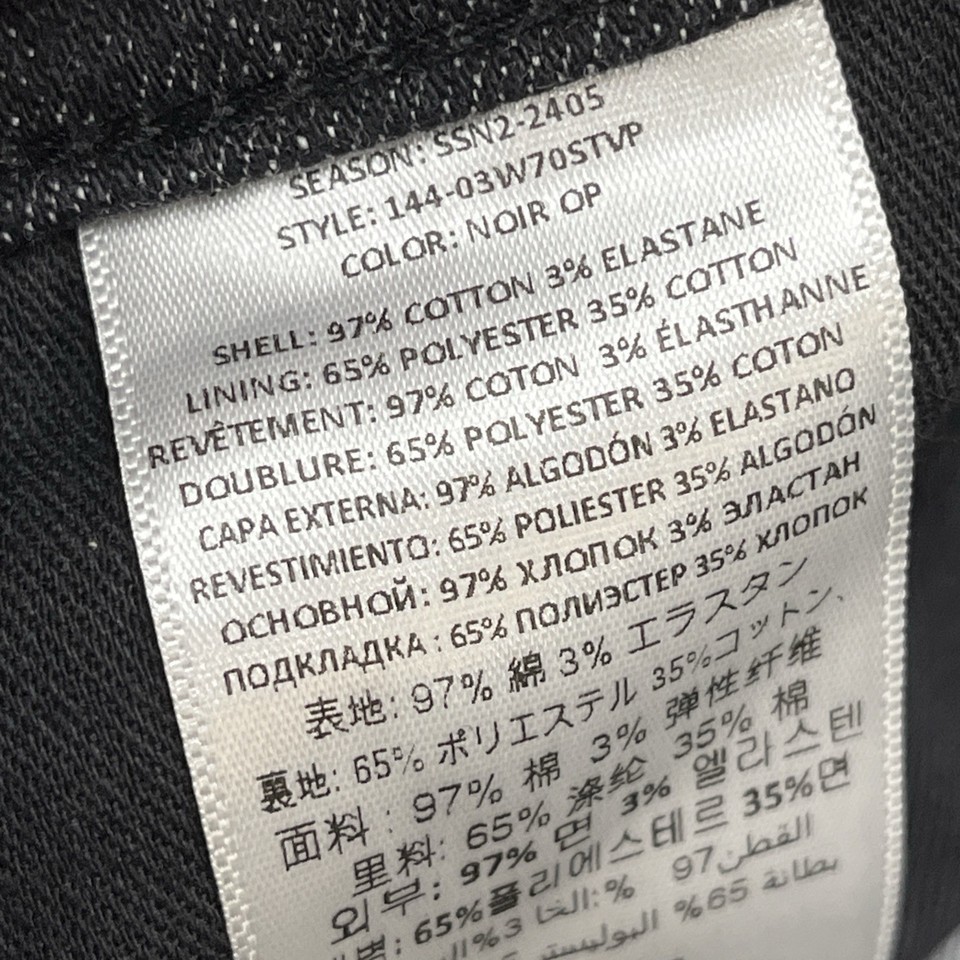 SEASON: SSN2-2405
STYLE: 144-03W70STVP
COLOR: NOIR OP
SHELL: 97% COTTON 3% ELASTANE
LINING: 65% POLYESTER 35% COTTON
REVÊTEMENT: 97% COTON 3% ÉLASTHANNE
DOUBLURE: 65% POLYESTER 35% COTON
CAPA EXTERNA: 97% ALGODÓN 3% ELASTANO
REVESTIMIENTO: 65% POLIESTER 35% ALGODÓN
ОСНОВНОЙ: 97% ХЛОПОК 3% ЭЛАСТАН
ПОДКЛАДКА : 65% ПОЛИЭСТЕР 35% ХЛОПОК
表地: 97% 綿 3% エラスタン
裏地: 65% ポリエステル 35%コットン、
面料: 97% 棉 3% 弹性纤维
里料: 65% 涤纶 35% 棉
외부: 97% 면 3% 엘라스텐
65%폴리에스테르 35%면
القطن97 %
بطانة 65%